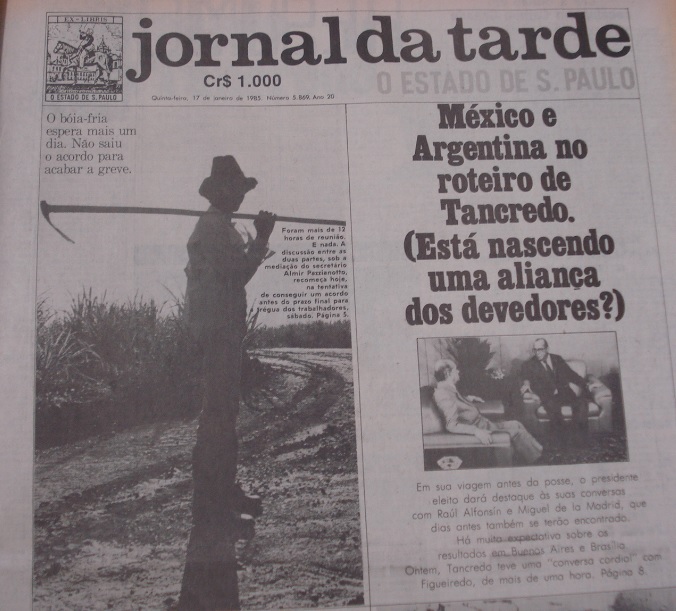 EX-LIBRIS
O ESTADO DE S. PAULO
jornal da tarde
Cr$ 1.000
O ESTADO DE S. PAULO
Quinta-feira, 17 de janeiro de 1985 Número 5.869, Ano 20
O bóia-fria
espera mais um
dia. Não saiu
o acordo para
acabar a greve.
Foram mais de 12
horas de reunião.
E nada. A
discussão entre as
duas partes, sob a
mediação do secretário
Almir Pazzianotto,
recomeça hoje,
na tentativa
de conseguir um acordo
antes do prazo final para
trégua dos trabalhadores,
sábado. Página 5.
México e
Argentina no
roteiro de
Tancredo.
(Está nascendo
uma aliança
dos devedores?)
Em sua viagem antes da posse, o presidente
eleito dará destaque às suas conversas
com Raúl Alfonsín e Miguel de la Madrid, que
dias antes também se terão encontrado.
Há muita expectativa sobre os
resultados em Buenos Aires e Brasília.
Ontem, Tancredo teve uma "conversa cordial" com
Figueiredo, de mais de uma hora. Página 8.